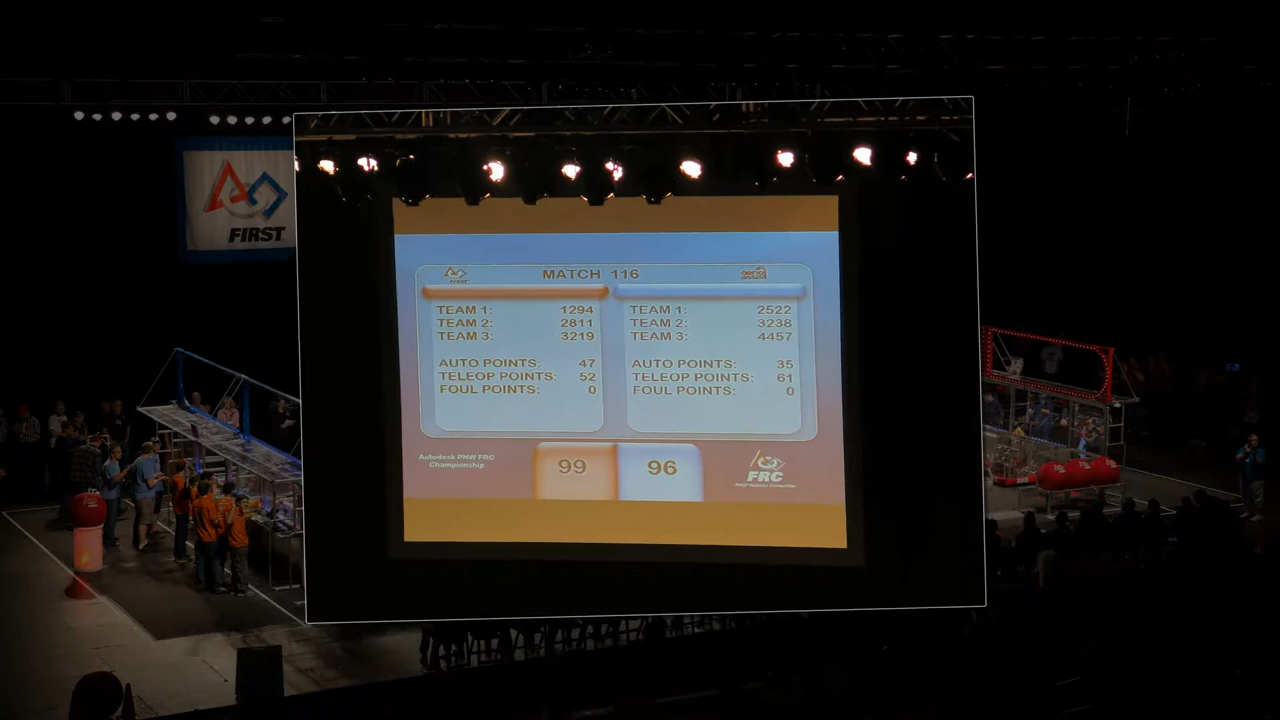 FIRST
MATCH 116
TEAM 1: 1294
TEAM 2: 2811
TEAM 3: 3219
AUTO POINTS: 47
TELEOP POINTS: 52
FOUL POINTS: 0
TEAM 1: 2522
TEAM 2: 3238
TEAM 3: 4457
AUTO POINTS: 35
TELEOP POINTS: 61
FOUL POINTS: 0
Autodesk PNW FRC
Championship
99
96
FRC